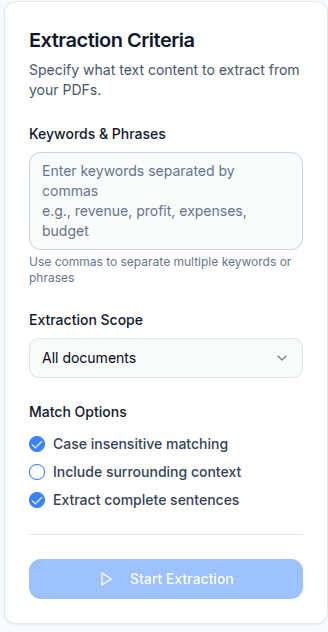 Extraction Criteria
Specify what text content to extract from
your PDFs.
Keywords & Phrases
Enter keywords separated by
commas
e.g., revenue, profit, expenses,
budget
Use commas to separate multiple keywords or
phrases
Extraction Scope
All documents
Match Options
Case insensitive matching
Include surrounding context
Extract complete sentences
Start Extraction